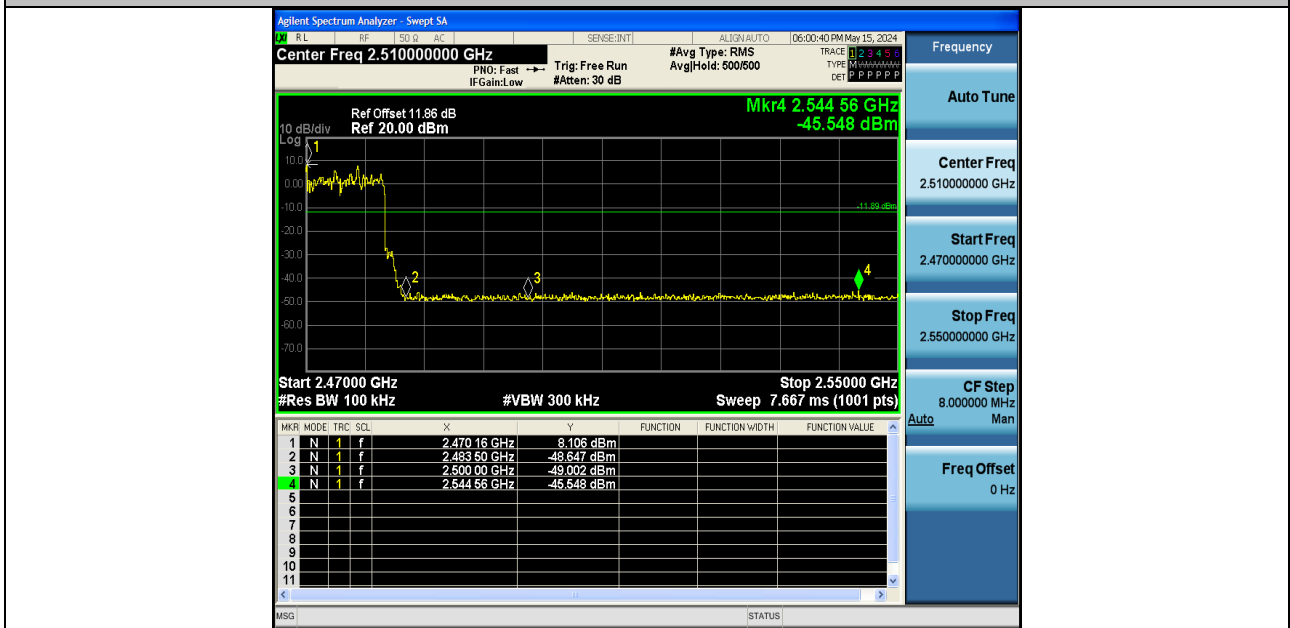 Agilent Spectrum Analyzer - Swept SA
RL RF 50 Ω AC SENSE:INT ALIGN AUTO 06:00:40 PM May 15, 2024
Center Freq 2.510000000 GHz
PNO: Fast
IFGain:Low
Trig: Free Run
#Atten: 30 dB
#Avg Type: RMS
Avg|Hold: 500/500
TRACE 1 2 3 4 5 6
TYPE M
DET P P P P P P
Ref Offset 11.86 dB
Ref 20.00 dBm
10 dB/div
Log
Mkr4 2.544 56 GHz
-45.548 dBm
10.0
0.00
-10.0
-20.0
-30.0
-40.0
-50.0
-60.0
-70.0
1
2
3
4
-11.89 dBm
Start 2.47000 GHz Stop 2.55000 GHz
#Res BW 100 kHz #VBW 300 kHz Sweep 7.667 ms (1001 pts)
MKR MODE TRC SCL X Y FUNCTION FUNCTION WIDTH FUNCTION VALUE
1 N 1 f 2.470 16 GHz 8.106 dBm
2 N 1 f 2.483 50 GHz -48.647 dBm
3 N 1 f 2.500 00 GHz -49.002 dBm
4 N 1 f 2.544 56 GHz -45.548 dBm
5
6
7
8
9
10
11
MSG STATUS
Frequency
Auto Tune
Center Freq
2.510000000 GHz
Start Freq
2.470000000 GHz
Stop Freq
2.550000000 GHz
CF Step
8.000000 MHz
Auto Man
Freq Offset
0 Hz